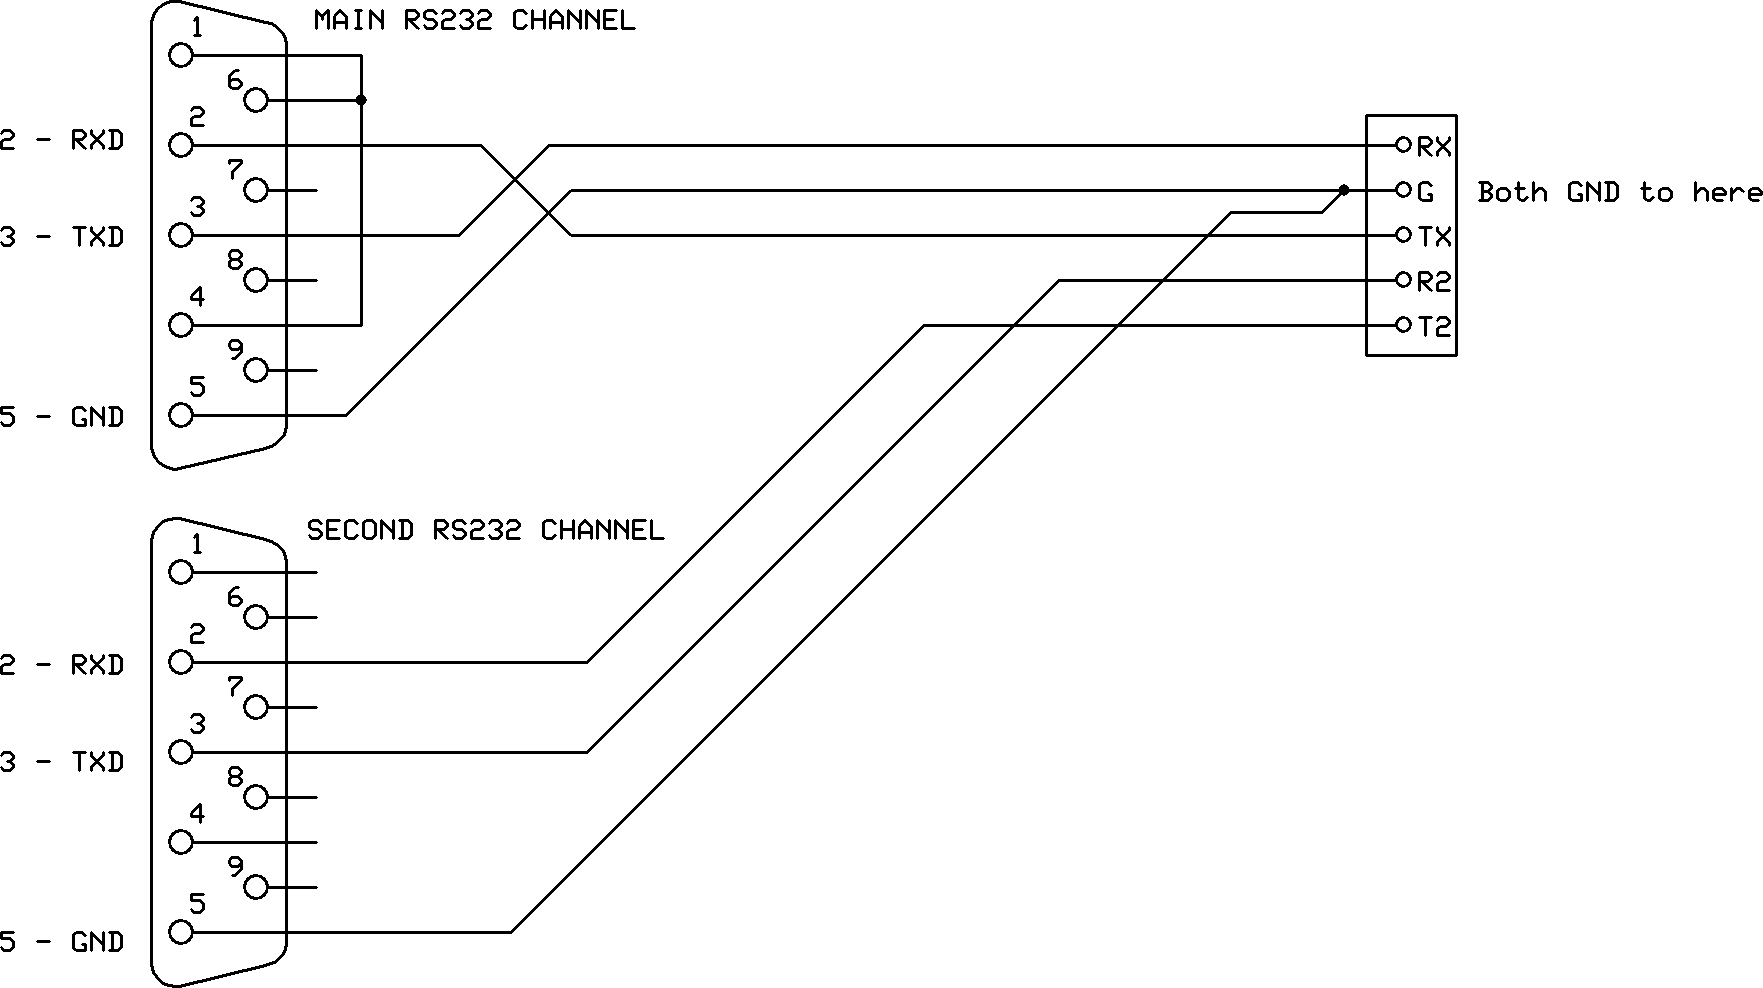 MAIN RS232 CHANNEL
1
6
2
2 - RXD
7
3
3 - TXD
8
4
9
5
5 - GND
RX
G
Both GND to here
TX
R2
T2
SECOND RS232 CHANNEL
1
6
2
2 - RXD
7
3
3 - TXD
8
4
9
5
5 - GND